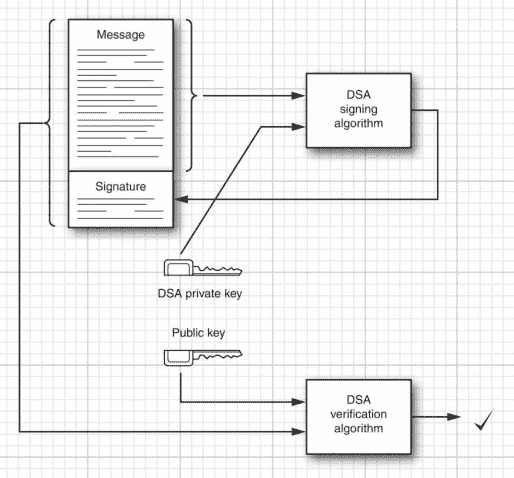 Message
DSA
signing
algorithm
Signature
DSA private key
Public key
DSA
verification
algorithm